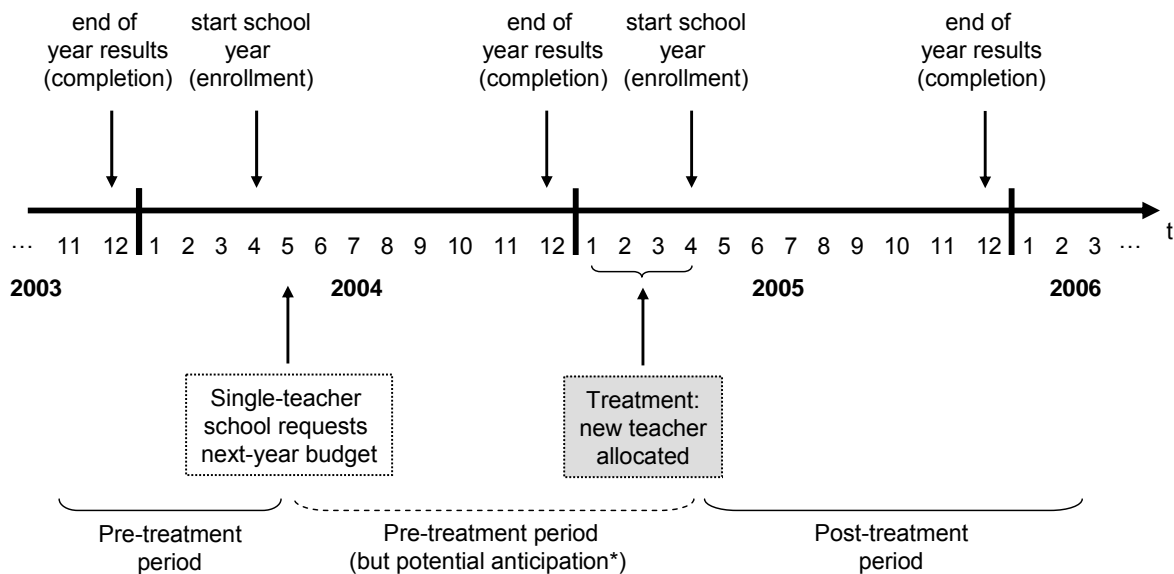 end of year results (completion)
start school year (enrollment)
end of year results (completion)
start school year (enrollment)
end of year results (completion)
t
… 11 12 1 2 3 4 5 6 7 8 9 10 11 12 1 2 3 4 5 6 7 8 9 10 11 12 1 2 3 …
2003 2004 2005 2006
Single-teacher
school requests
next-year budget
Treatment:
new teacher
allocated
Pre-treatment
period
Pre-treatment period
(but potential anticipation*)
Post-treatment
period